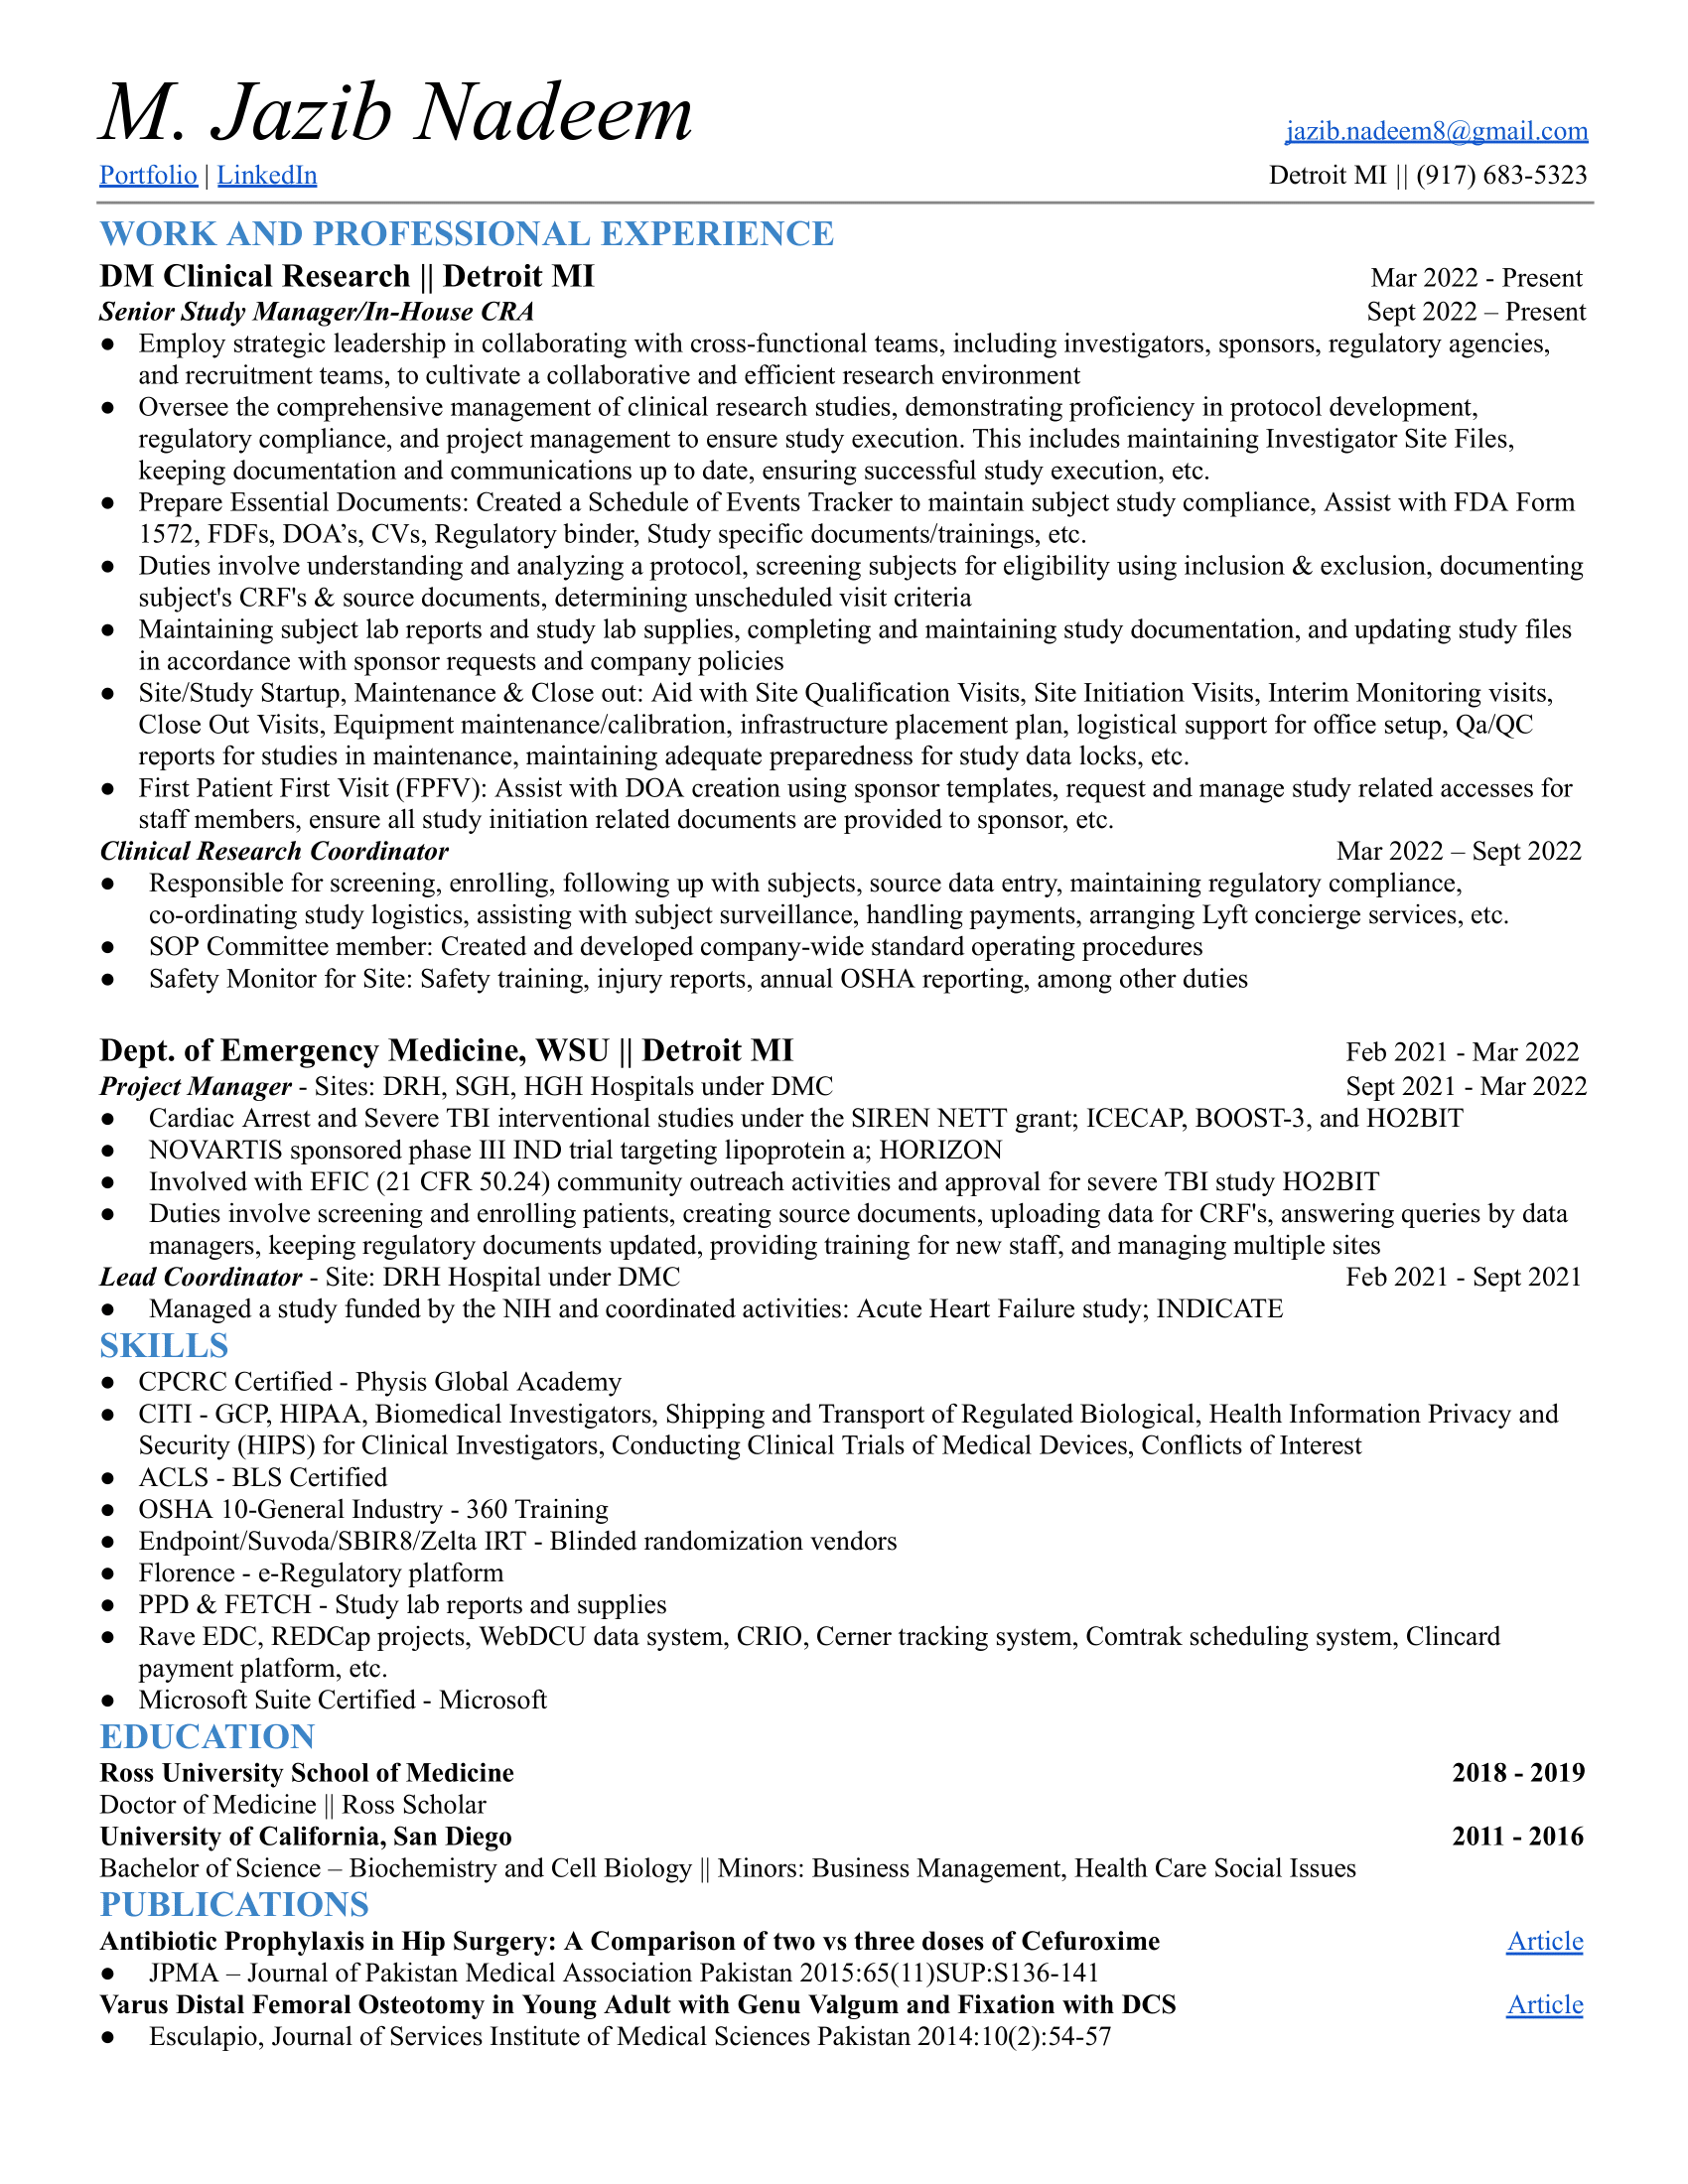 M. Jazib Nadeem
jazib.nadeem8@gmail.com
Portfolio | LinkedIn
Detroit MI || (917) 683-5323
WORK AND PROFESSIONAL EXPERIENCE
DM Clinical Research || Detroit MI
Mar 2022 - Present
Senior Study Manager/In-House CRA
Sept 2022 – Present
● Employ strategic leadership in collaborating with cross-functional teams, including investigators, sponsors, regulatory agencies,
and recruitment teams, to cultivate a collaborative and efficient research environment
● Oversee the comprehensive management of clinical research studies, demonstrating proficiency in protocol development,
regulatory compliance, and project management to ensure study execution. This includes maintaining Investigator Site Files,
keeping documentation and communications up to date, ensuring successful study execution, etc.
● Prepare Essential Documents: Created a Schedule of Events Tracker to maintain subject study compliance, Assist with FDA Form
1572, FDFs, DOA’s, CVs, Regulatory binder, Study specific documents/trainings, etc.
● Duties involve understanding and analyzing a protocol, screening subjects for eligibility using inclusion & exclusion, documenting
subject's CRF's & source documents, determining unscheduled visit criteria
● Maintaining subject lab reports and study lab supplies, completing and maintaining study documentation, and updating study files
in accordance with sponsor requests and company policies
● Site/Study Startup, Maintenance & Close out: Aid with Site Qualification Visits, Site Initiation Visits, Interim Monitoring visits,
Close Out Visits, Equipment maintenance/calibration, infrastructure placement plan, logistical support for office setup, Qa/QC
reports for studies in maintenance, maintaining adequate preparedness for study data locks, etc.
● First Patient First Visit (FPFV): Assist with DOA creation using sponsor templates, request and manage study related accesses for
staff members, ensure all study initiation related documents are provided to sponsor, etc.
Clinical Research Coordinator
Mar 2022 – Sept 2022
● Responsible for screening, enrolling, following up with subjects, source data entry, maintaining regulatory compliance,
co-ordinating study logistics, assisting with subject surveillance, handling payments, arranging Lyft concierge services, etc.
● SOP Committee member: Created and developed company-wide standard operating procedures
● Safety Monitor for Site: Safety training, injury reports, annual OSHA reporting, among other duties
Dept. of Emergency Medicine, WSU || Detroit MI
Feb 2021 - Mar 2022
Project Manager - Sites: DRH, SGH, HGH Hospitals under DMC
Sept 2021 - Mar 2022
● Cardiac Arrest and Severe TBI interventional studies under the SIREN NETT grant; ICECAP, BOOST-3, and HO2BIT
● NOVARTIS sponsored phase III IND trial targeting lipoprotein a; HORIZON
● Involved with EFIC (21 CFR 50.24) community outreach activities and approval for severe TBI study HO2BIT
● Duties involve screening and enrolling patients, creating source documents, uploading data for CRF's, answering queries by data
managers, keeping regulatory documents updated, providing training for new staff, and managing multiple sites
Lead Coordinator - Site: DRH Hospital under DMC
Feb 2021 - Sept 2021
● Managed a study funded by the NIH and coordinated activities: Acute Heart Failure study; INDICATE
SKILLS
● CPCRC Certified - Physis Global Academy
● CITI - GCP, HIPAA, Biomedical Investigators, Shipping and Transport of Regulated Biological, Health Information Privacy and
Security (HIPS) for Clinical Investigators, Conducting Clinical Trials of Medical Devices, Conflicts of Interest
● ACLS - BLS Certified
● OSHA 10-General Industry - 360 Training
● Endpoint/Suvoda/SBIR8/Zelta IRT - Blinded randomization vendors
● Florence - e-Regulatory platform
● PPD & FETCH - Study lab reports and supplies
● Rave EDC, REDCap projects, WebDCU data system, CRIO, Cerner tracking system, Comtrak scheduling system, Clincard
payment platform, etc.
● Microsoft Suite Certified - Microsoft
EDUCATION
Ross University School of Medicine
2018 - 2019
Doctor of Medicine || Ross Scholar
University of California, San Diego
2011 - 2016
Bachelor of Science – Biochemistry and Cell Biology || Minors: Business Management, Health Care Social Issues
PUBLICATIONS
Antibiotic Prophylaxis in Hip Surgery: A Comparison of two vs three doses of Cefuroxime
Article
● JPMA – Journal of Pakistan Medical Association Pakistan 2015:65(11)SUP:S136-141
Varus Distal Femoral Osteotomy in Young Adult with Genu Valgum and Fixation with DCS
Article
● Esculapio, Journal of Services Institute of Medical Sciences Pakistan 2014:10(2):54-57